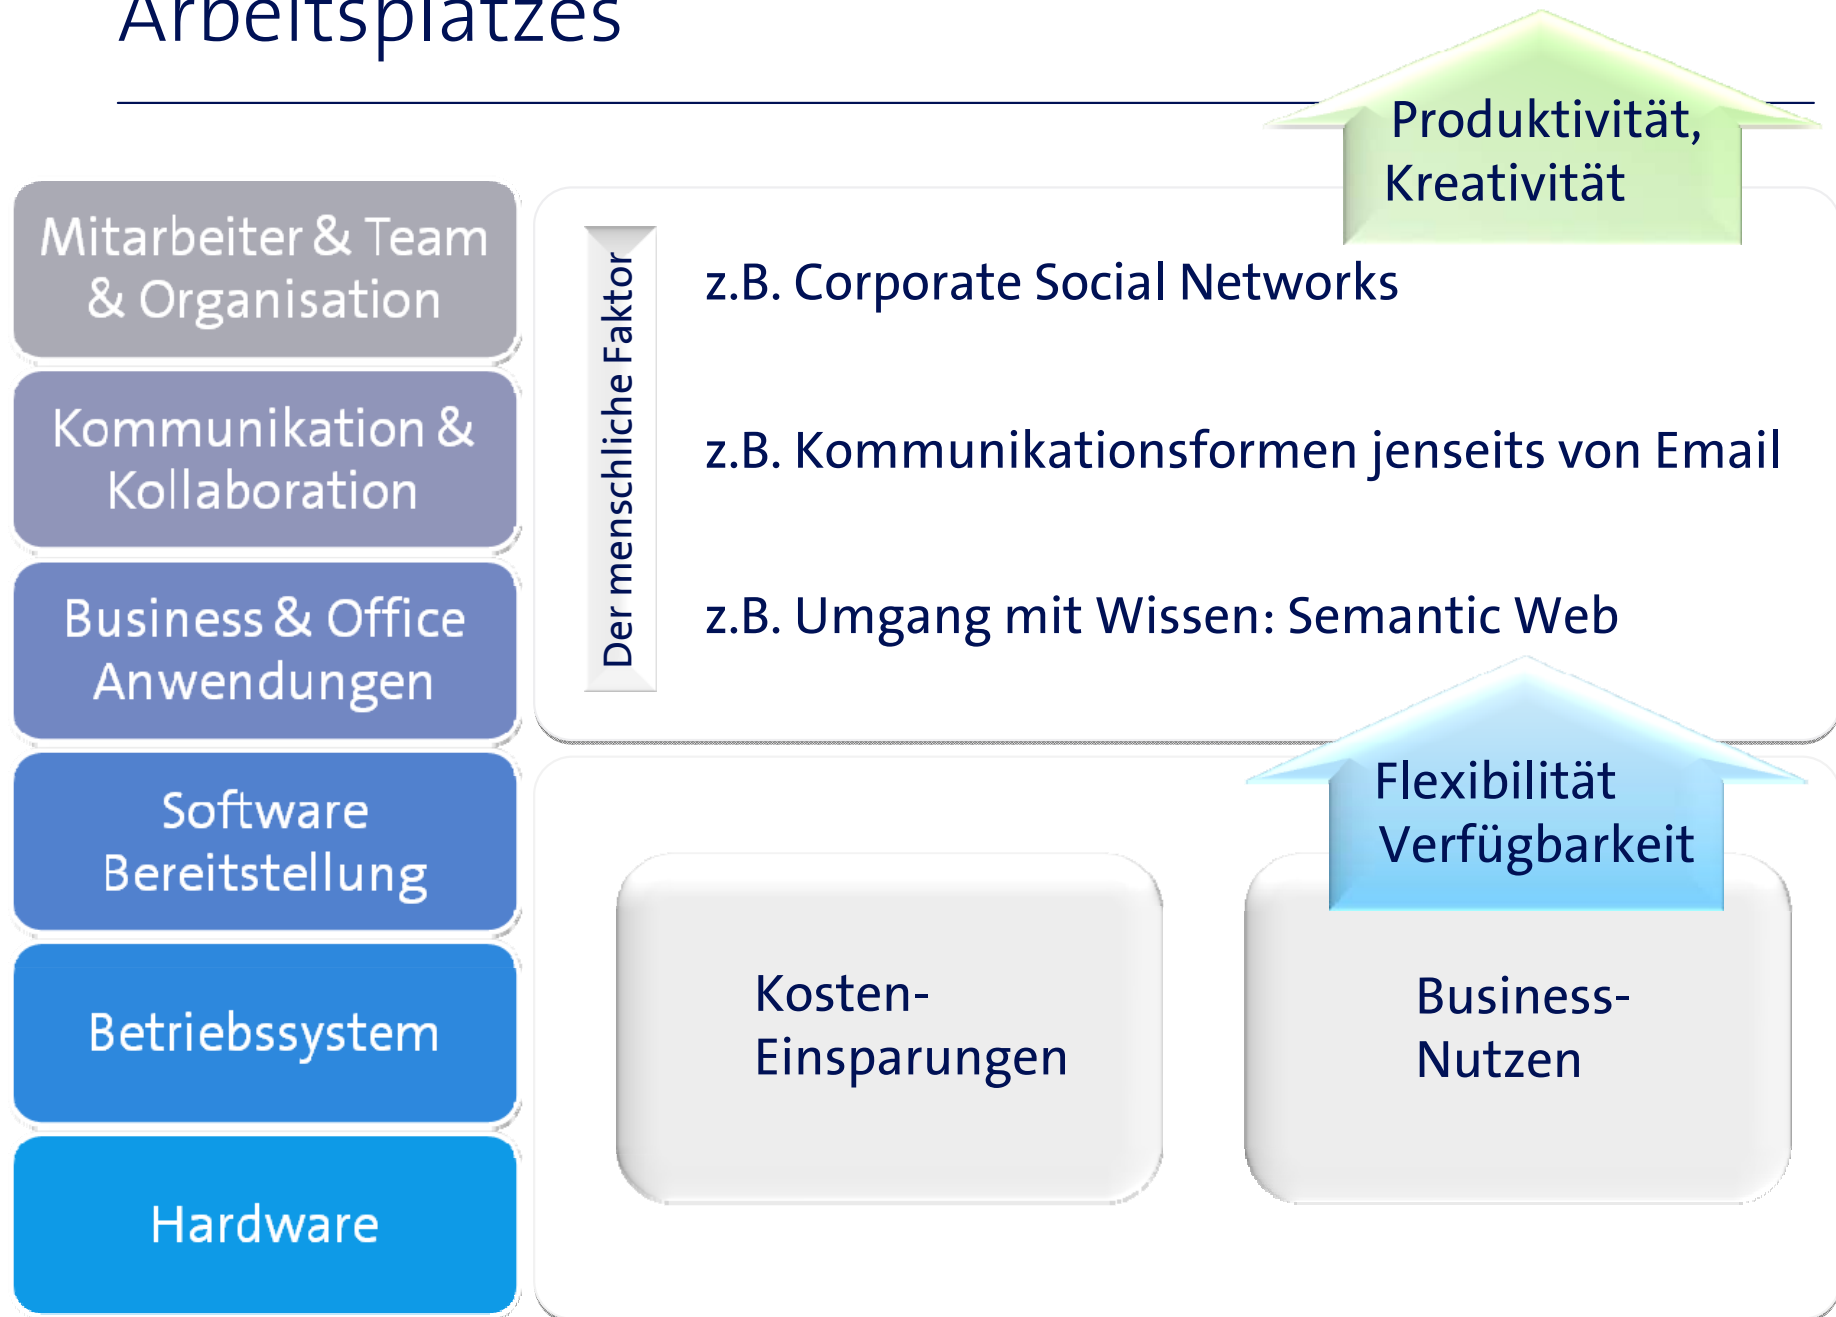 Arbeitsplatzes
Produktivität,
Kreativität
Mitarbeiter & Team
& Organisation
Kommunikation &
Kollaboration
Business & Office
Anwendungen
Software
Bereitstellung
Betriebssystem
Hardware
Der menschliche Faktor
z.B. Corporate Social Networks
z.B. Kommunikationsformen jenseits von Email
z.B. Umgang mit Wissen: Semantic Web
Flexibilität
Verfügbarkeit
Kosten-
Einsparungen
Business-
Nutzen